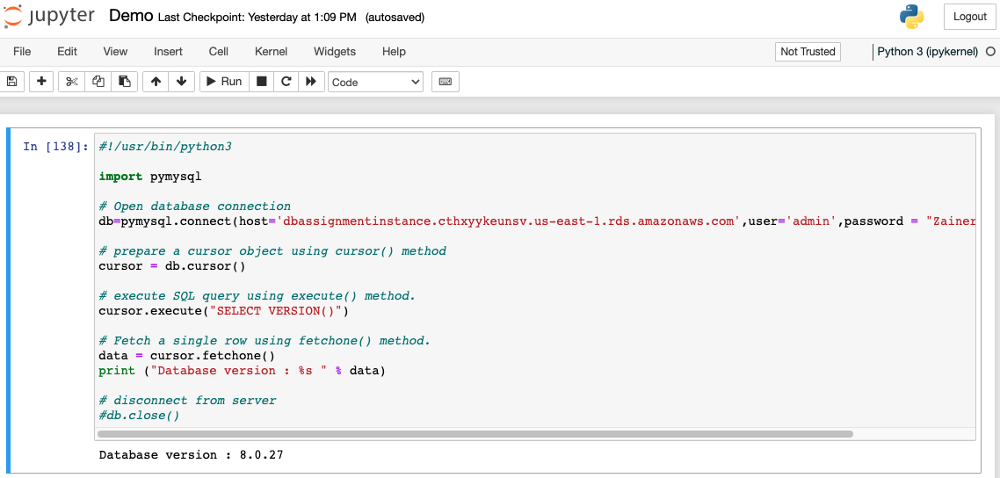 jupyter Demo Last Checkpoint: Yesterday at 1:09 PM (autosaved)
Logout
File Edit View Insert Cell Kernel Widgets Help
Not Trusted
Python 3 (ipykernel)
Run
Code
In [138]:
#!/usr/bin/python3
import pymysql
# Open database connection
db=pymysql.connect(host='dbassignmentinstance.cthxyykeunsv.us-east-1.rds.amazonaws.com',user='admin',password = "Zainer
# prepare a cursor object using cursor() method
cursor = db.cursor()
# execute SQL query using execute() method.
cursor.execute("SELECT VERSION()")
# Fetch a single row using fetchone() method.
data = cursor.fetchone()
print ("Database version : %s " % data)
# disconnect from server
#db.close()
Database version : 8.0.27